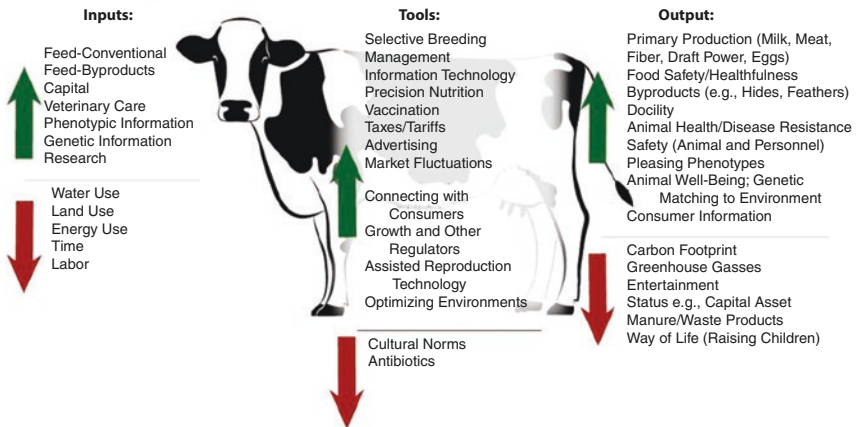 Inputs:
Feed-Conventional
Feed-Byproducts
Capital
Veterinary Care
Phenotypic Information
Genetic Information
Research
Water Use
Land Use
Energy Use
Time
Labor
Tools:
Selective Breeding
Management
Information Technology
Precision Nutrition
Vaccination
Taxes/Tariffs
Advertising
Market Fluctuations
Connecting with
Consumers
Growth and Other
Regulators
Assisted Reproduction
Technology
Optimizing Environments
Cultural Norms
Antibiotics
Output:
Primary Production (Milk, Meat,
Fiber, Draft Power, Eggs)
Food Safety/Healthfulness
Byproducts (e.g., Hides, Feathers)
Docility
Animal Health/Disease Resistance
Safety (Animal and Personnel)
Pleasing Phenotypes
Animal Well-Being; Genetic
Matching to Environment
Consumer Information
Carbon Footprint
Greenhouse Gasses
Entertainment
Status e.g., Capital Asset
Manure/Waste Products
Way of Life (Raising Children)